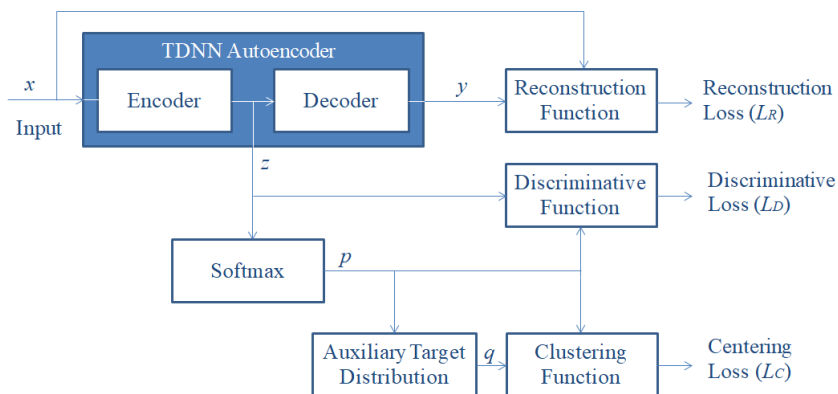 TDNN Autoencoder
x
Input
Encoder
Decoder
y
Reconstruction
Function
Reconstruction
Loss (LR)
z
Discriminative
Function
Discriminative
Loss (LD)
Softmax
p
Auxiliary Target
Distribution
q
Clustering
Function
Centering
Loss (LC)